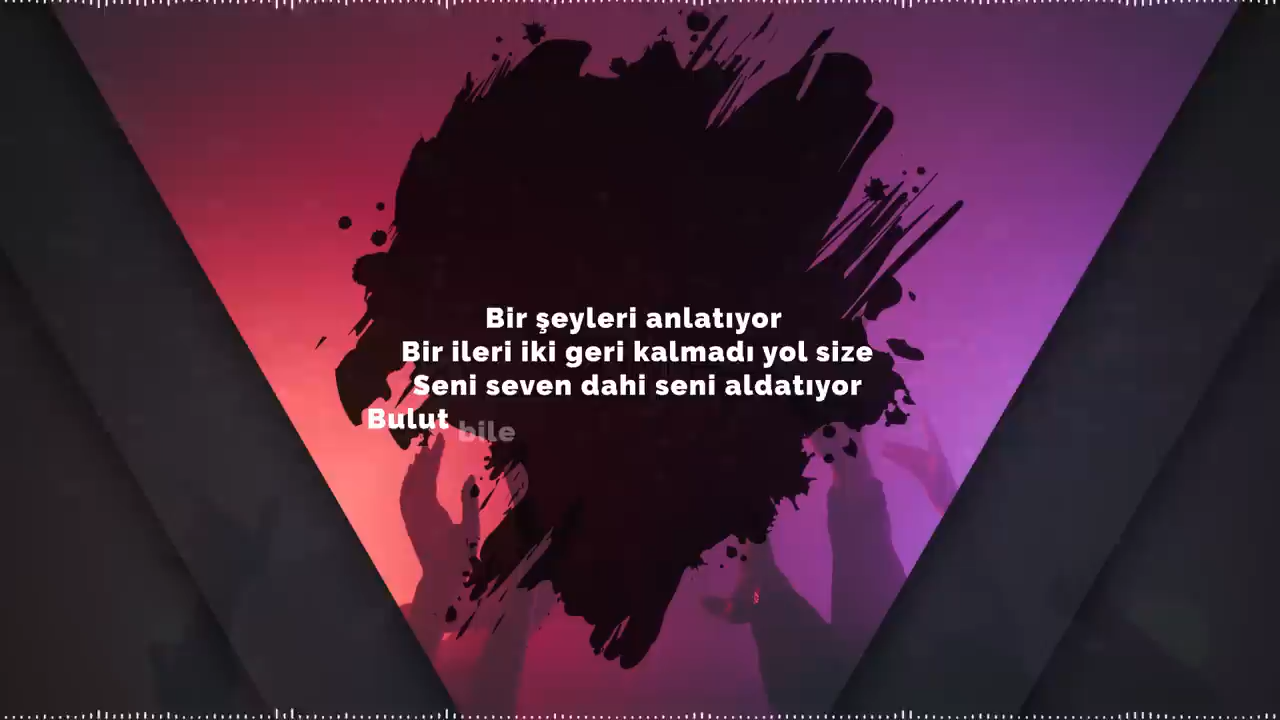 Bir şeyleri anlatıyor
Bir ileri iki geri kalmadı yol size
Seni seven dahi seni aldatıyor
Bulut bile